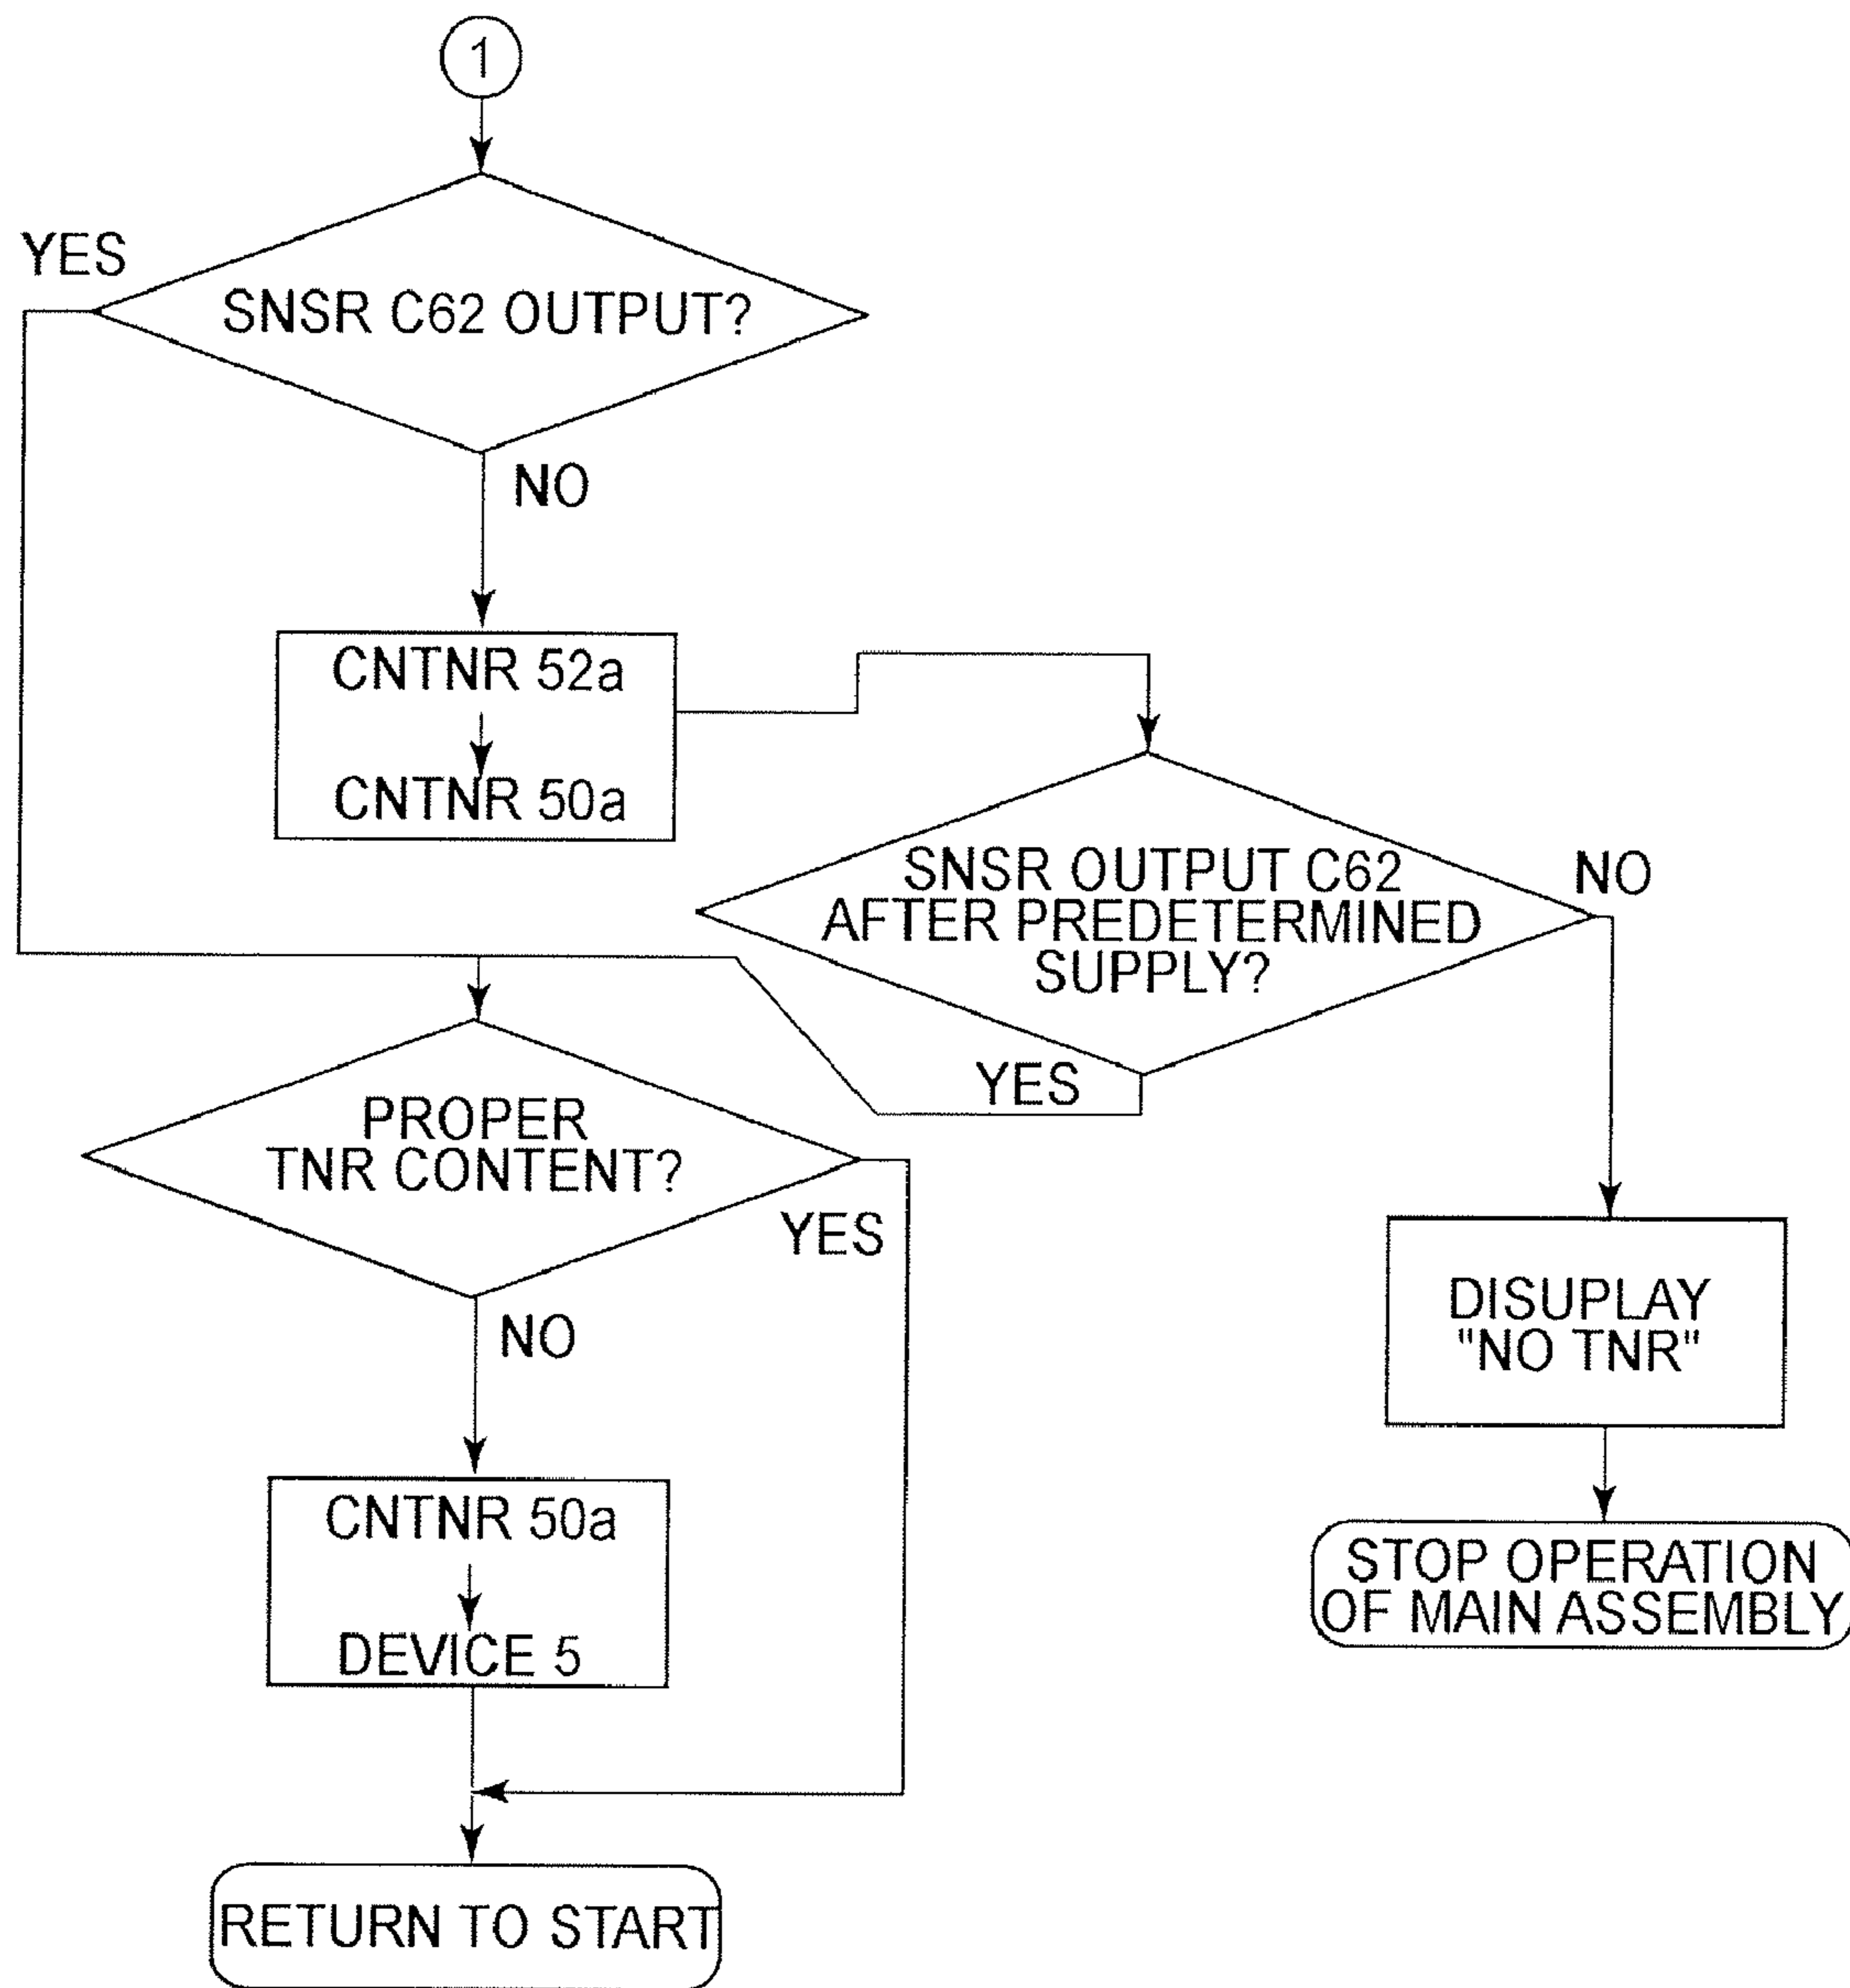 1
YES
SNSR C62 OUTPUT?
NO
CNTNR 52a
CNTNR 50a
SNSR OUTPUT C62
AFTER PREDETERMINED
SUPPLY?
NO
YES
PROPER
TNR CONTENT?
YES
NO
DISUPLAY
"NO TNR"
CNTNR 50a
DEVICE 5
STOP OPERATION
OF MAIN ASSEMBLY
RETURN TO START